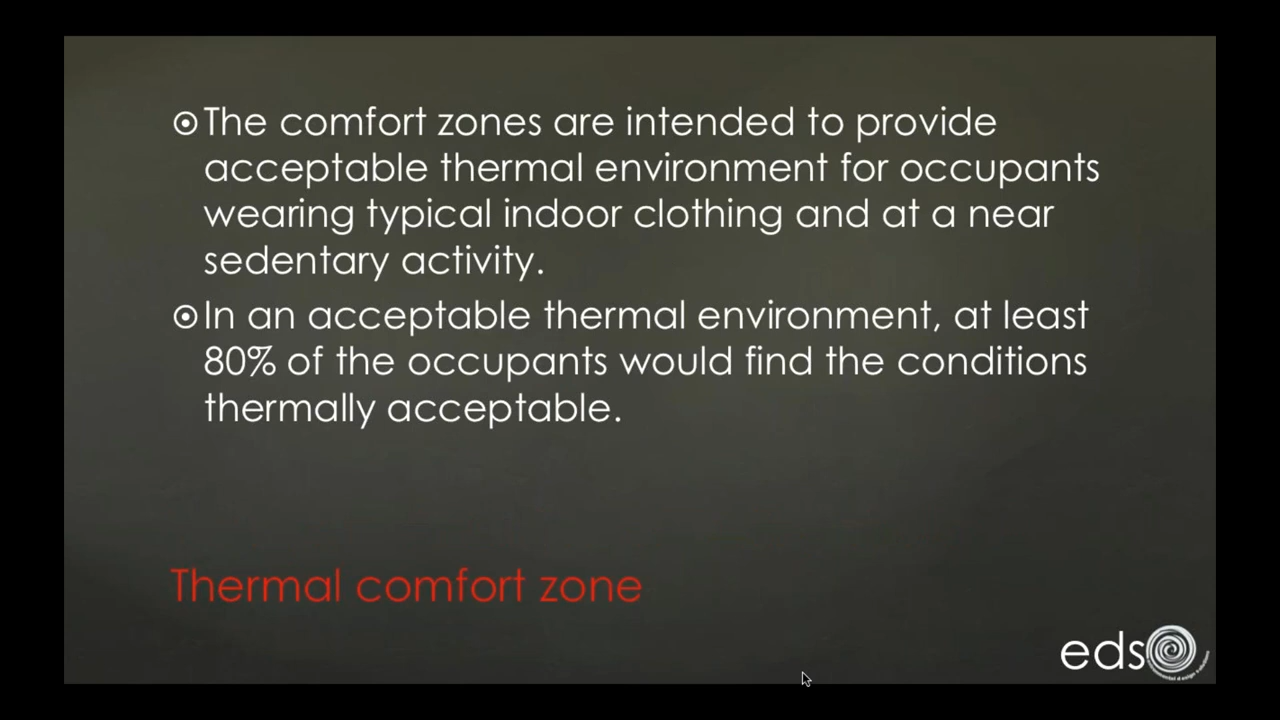 The comfort zones are intended to provide
acceptable thermal environment for occupants
wearing typical indoor clothing and at a near
sedentary activity.
In an acceptable thermal environment, at least
80% of the occupants would find the conditions
thermally acceptable.
Thermal comfort zone
eds